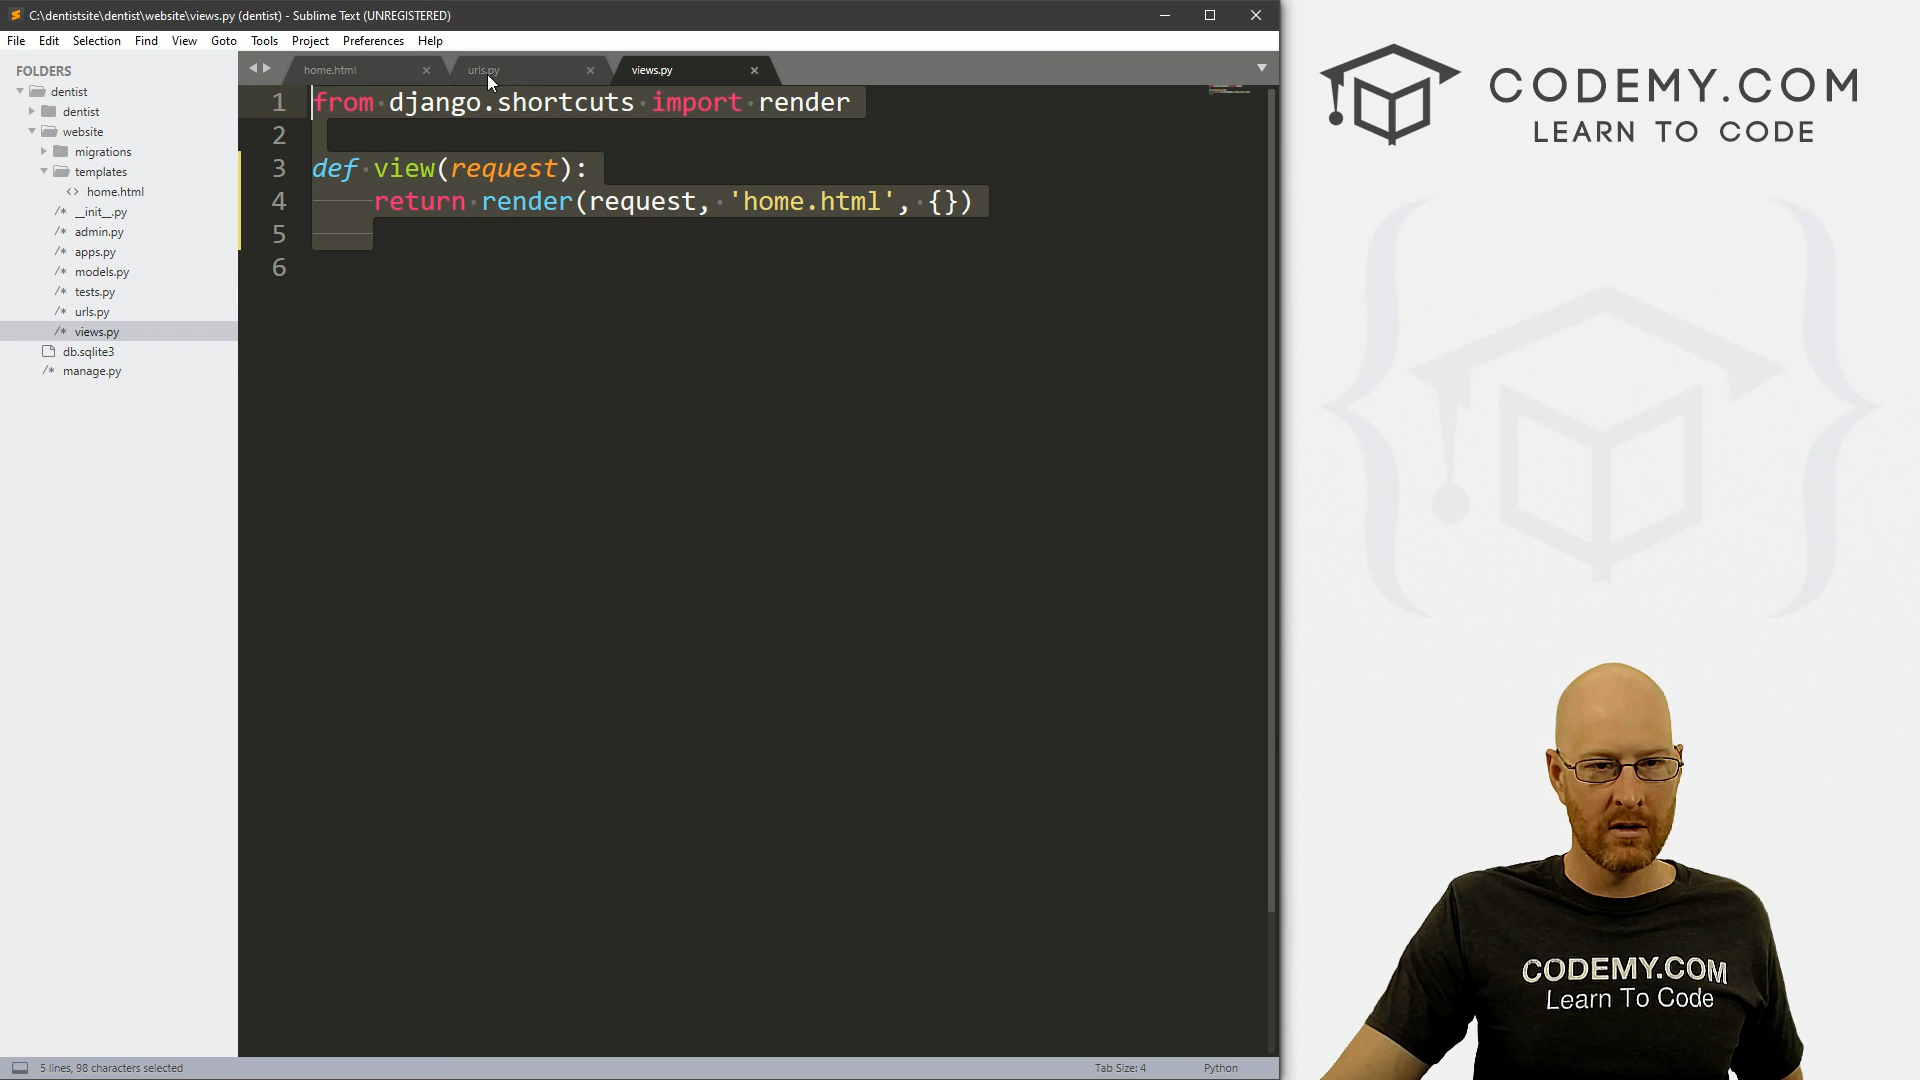 C:\dentistsite\dentist\website\views.py (dentist) - Sublime Text (UNREGISTERED)
File Edit Selection Find View Goto Tools Project Preferences Help
FOLDERS
dentist
dentist
website
migrations
templates
<> home.html
/* __init__.py
/* admin.py
/* apps.py
/* models.py
/* tests.py
/* urls.py
/* views.py
db.sqlite3
/* manage.py
home.html urls.py views.py
1 from django.shortcuts import render
2
3 def view(request):
4 return render(request, 'home.html', {})
5
6
5 lines, 98 characters selected
Tab Size: 4 Python
CODEMY.COM
LEARN TO CODE
CODEMY.COM
Learn To Code